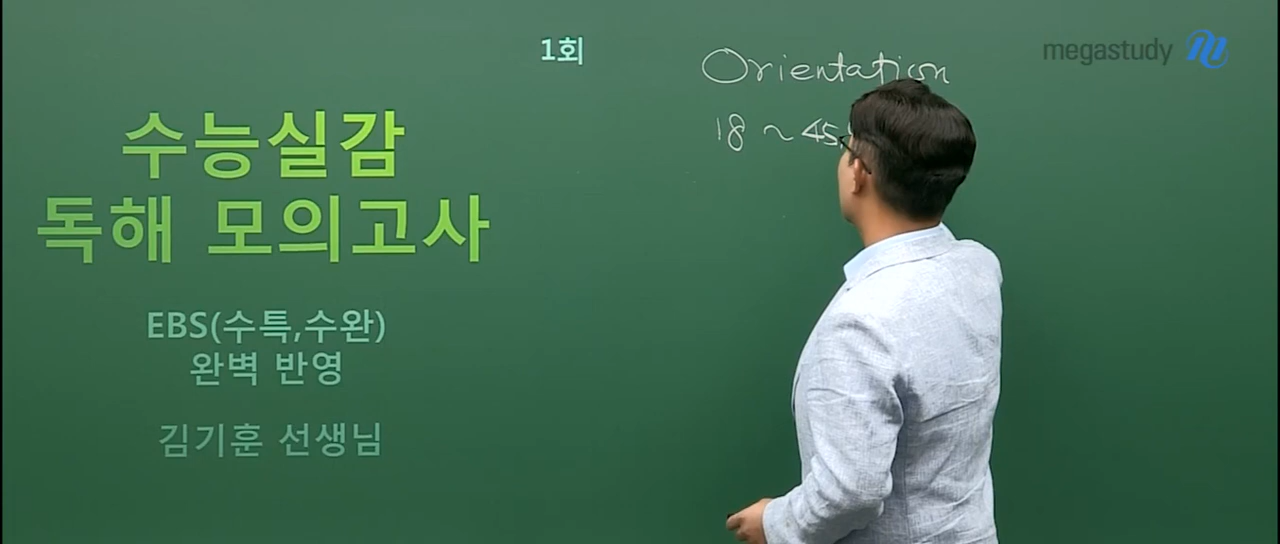 1회
Orientation
megastudy
18 ~ 45
수능실감
독해 모의고사
EBS(수특,수완)
완벽 반영
김기훈 선생님